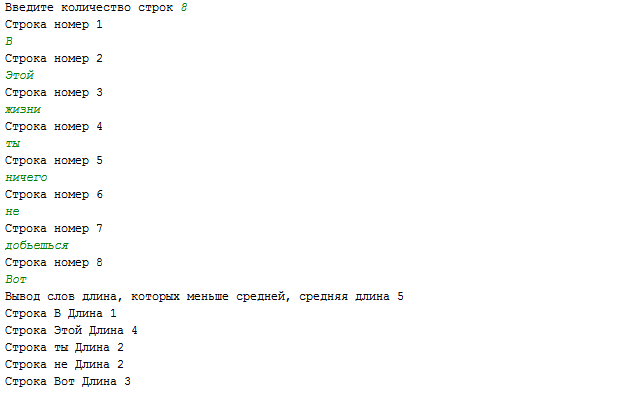 Введите количество строк 8
Строка номер 1
В
Строка номер 2
Этой
Строка номер 3
жизни
Строка номер 4
ты
Строка номер 5
ничего
Строка номер 6
не
Строка номер 7
добьешься
Строка номер 8
Вот
Вывод слов длина, которых меньше средней, средняя длина 5
Строка В Длина 1
Строка Этой Длина 4
Строка ты Длина 2
Строка не Длина 2
Строка Вот Длина 3